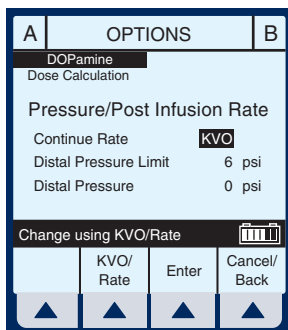 A OPTIONS B
DOPamine
Dose Calculation
Pressure/Post Infusion Rate
Continue Rate KVO
Distal Pressure Limit 6 psi
Distal Pressure 0 psi
Change using KVO/Rate
KVO/
Rate
Enter
Cancel/
Back